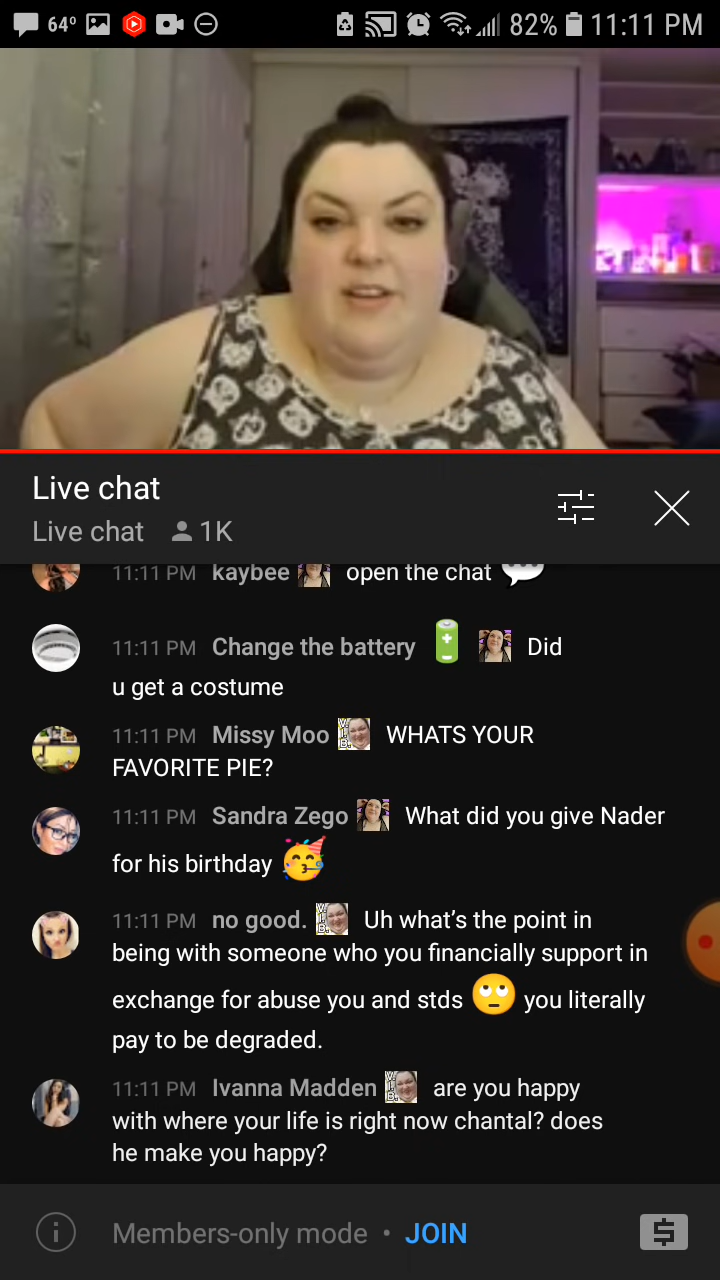 64° 82% 11:11 PM
Live chat
Live chat 1K
11:11 PM kaybee open the chat 💬
11:11 PM Change the battery 🔋 Did
u get a costume
11:11 PM Missy Moo WHATS YOUR
FAVORITE PIE?
11:11 PM Sandra Zego What did you give Nader
for his birthday 🥳
11:11 PM no good. Uh what's the point in
being with someone who you financially support in
exchange for abuse you and stds 🙄 you literally
pay to be degraded.
11:11 PM Ivanna Madden are you happy
with where your life is right now chantal? does
he make you happy?
Members-only mode • JOIN